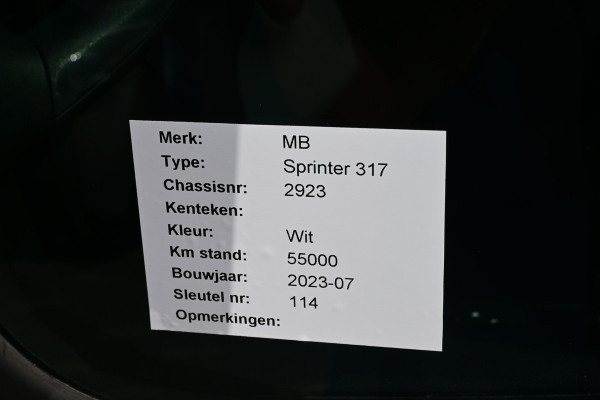 Merk: MB
Type: Sprinter 317
Chassisnr: 2923
Kenteken:
Kleur: Wit
Km stand: 55000
Bouwjaar: 2023-07
Sleutel nr: 114
Opmerkingen: